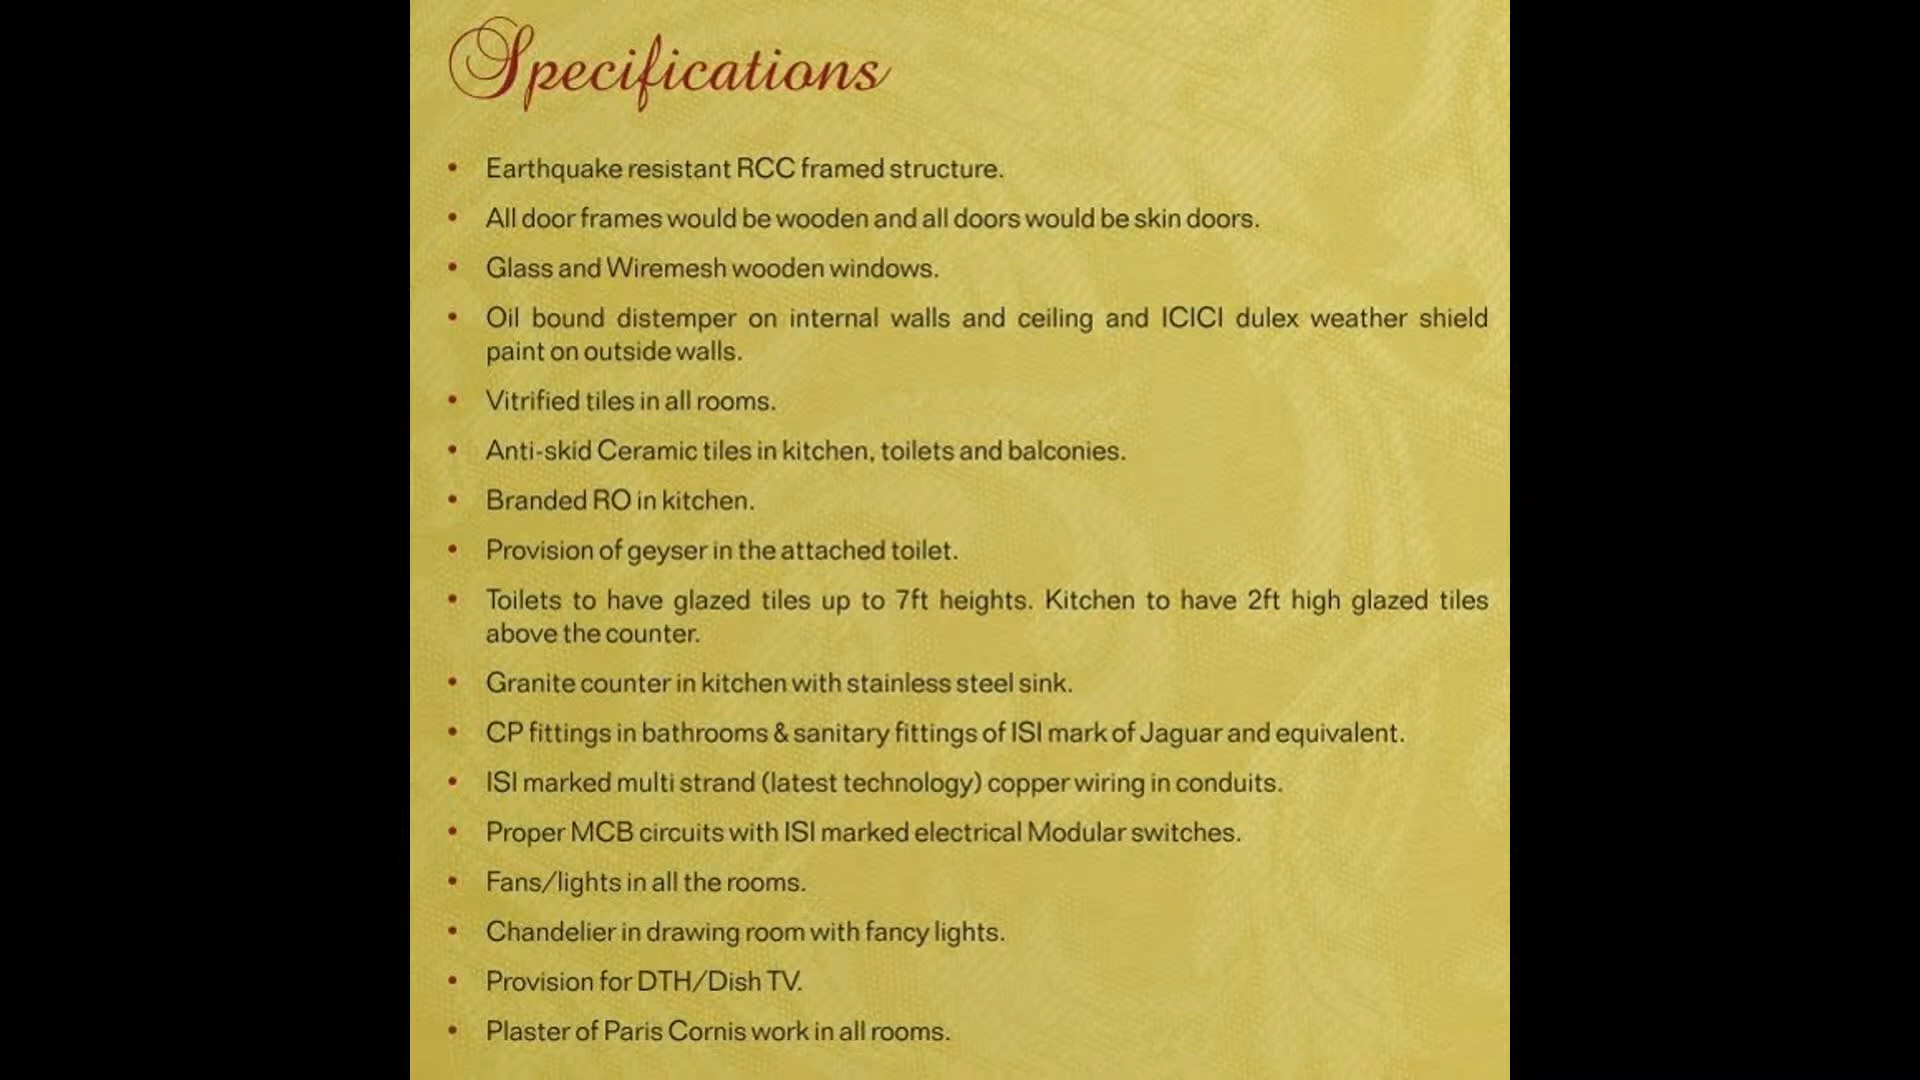 Specifications
• Earthquake resistant RCC framed structure.
• All door frames would be wooden and all doors would be skin doors.
• Glass and Wiremesh wooden windows.
• Oil bound distemper on internal walls and ceiling and ICICI dulex weather shield
paint on outside walls.
• Vitrified tiles in all rooms.
• Anti-skid Ceramic tiles in kitchen, toilets and balconies.
• Branded RO in kitchen.
• Provision of geyser in the attached toilet.
• Toilets to have glazed tiles up to 7ft heights. Kitchen to have 2ft high glazed tiles
above the counter.
• Granite counter in kitchen with stainless steel sink.
• CP fittings in bathrooms & sanitary fittings of ISI mark of Jaguar and equivalent.
• ISI marked multi strand (latest technology) copper wiring in conduits.
• Proper MCB circuits with ISI marked electrical Modular switches.
• Fans/lights in all the rooms.
• Chandelier in drawing room with fancy lights.
• Provision for DTH/Dish TV.
• Plaster of Paris Cornis work in all rooms.